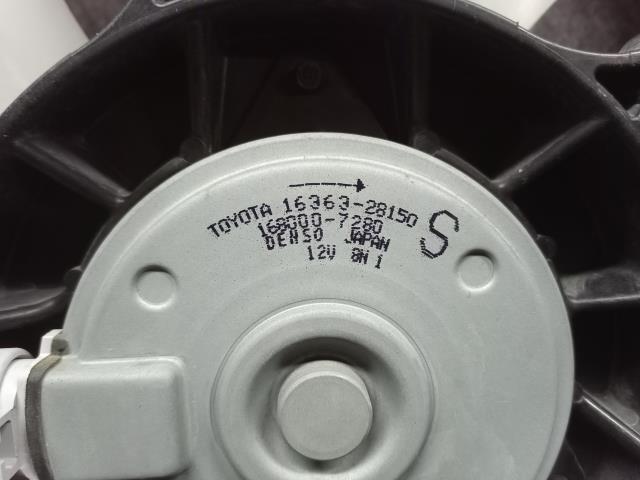 TOYOTA 16363-28150
168000-7280
DENSO JAPAN
12V 8N 1
S